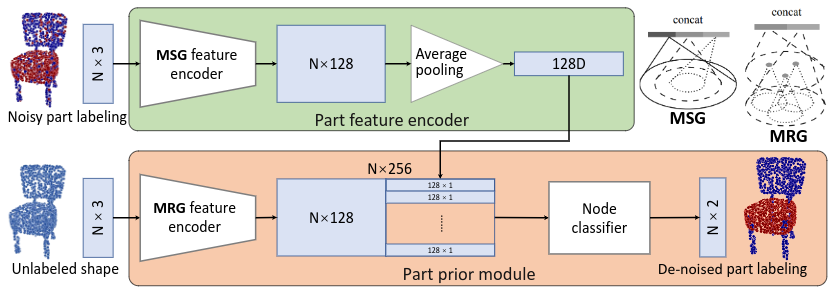 N×3
MSG feature
encoder
N×128
Average
pooling
128D
Noisy part labeling
Part feature encoder
concat
MSG
concat
MRG
N×256
N×3
MRG feature
encoder
N×128
128 × 1
128 × 1
128 × 1
Node
classifier
N×2
Unlabeled shape
Part prior module
De-noised part labeling